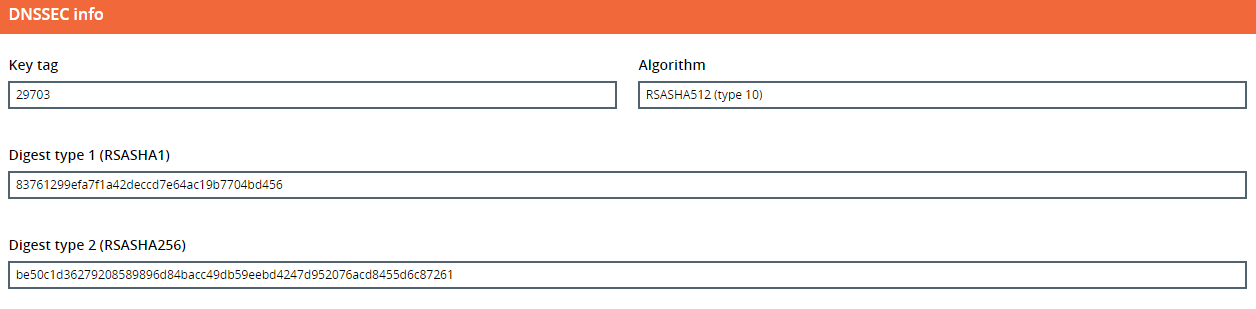 DNSSEC info
Key tag
Algorithm
29703
RSASHA512 (type 10)
Digest type 1 (RSASHA1)
83761299efa7f1a42deccd7e64ac19b7704bd456
Digest type 2 (RSASHA256)
be50c1d36279208589896d84bacc49db59eebd4247d952076acd8455d6c87261